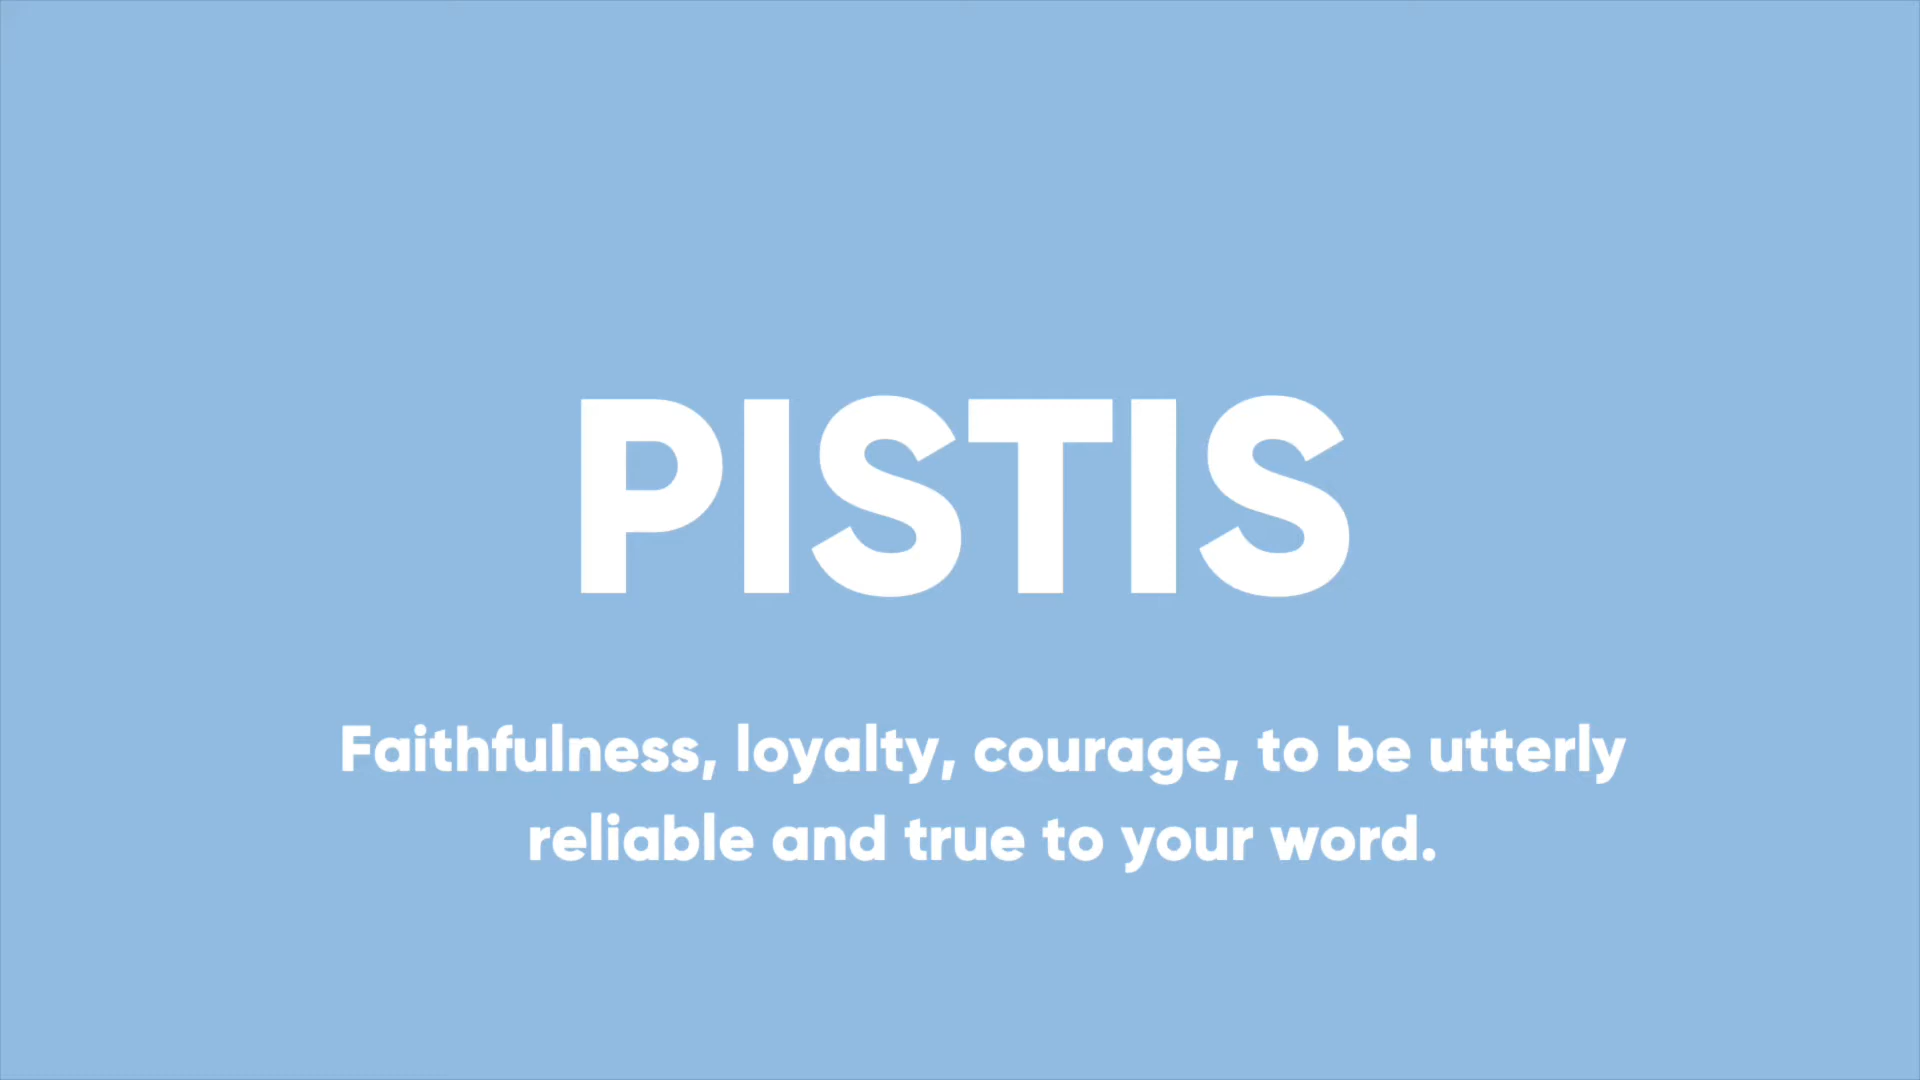 PISTIS
Faithfulness, loyalty, courage, to be utterly
reliable and true to your word.